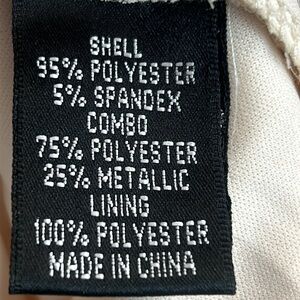 SHELL
95% POLYESTER
5% SPANDEX
COMBO
75% POLYESTER
25% METALLIC
LINING
100% POLYESTER
MADE IN CHINA